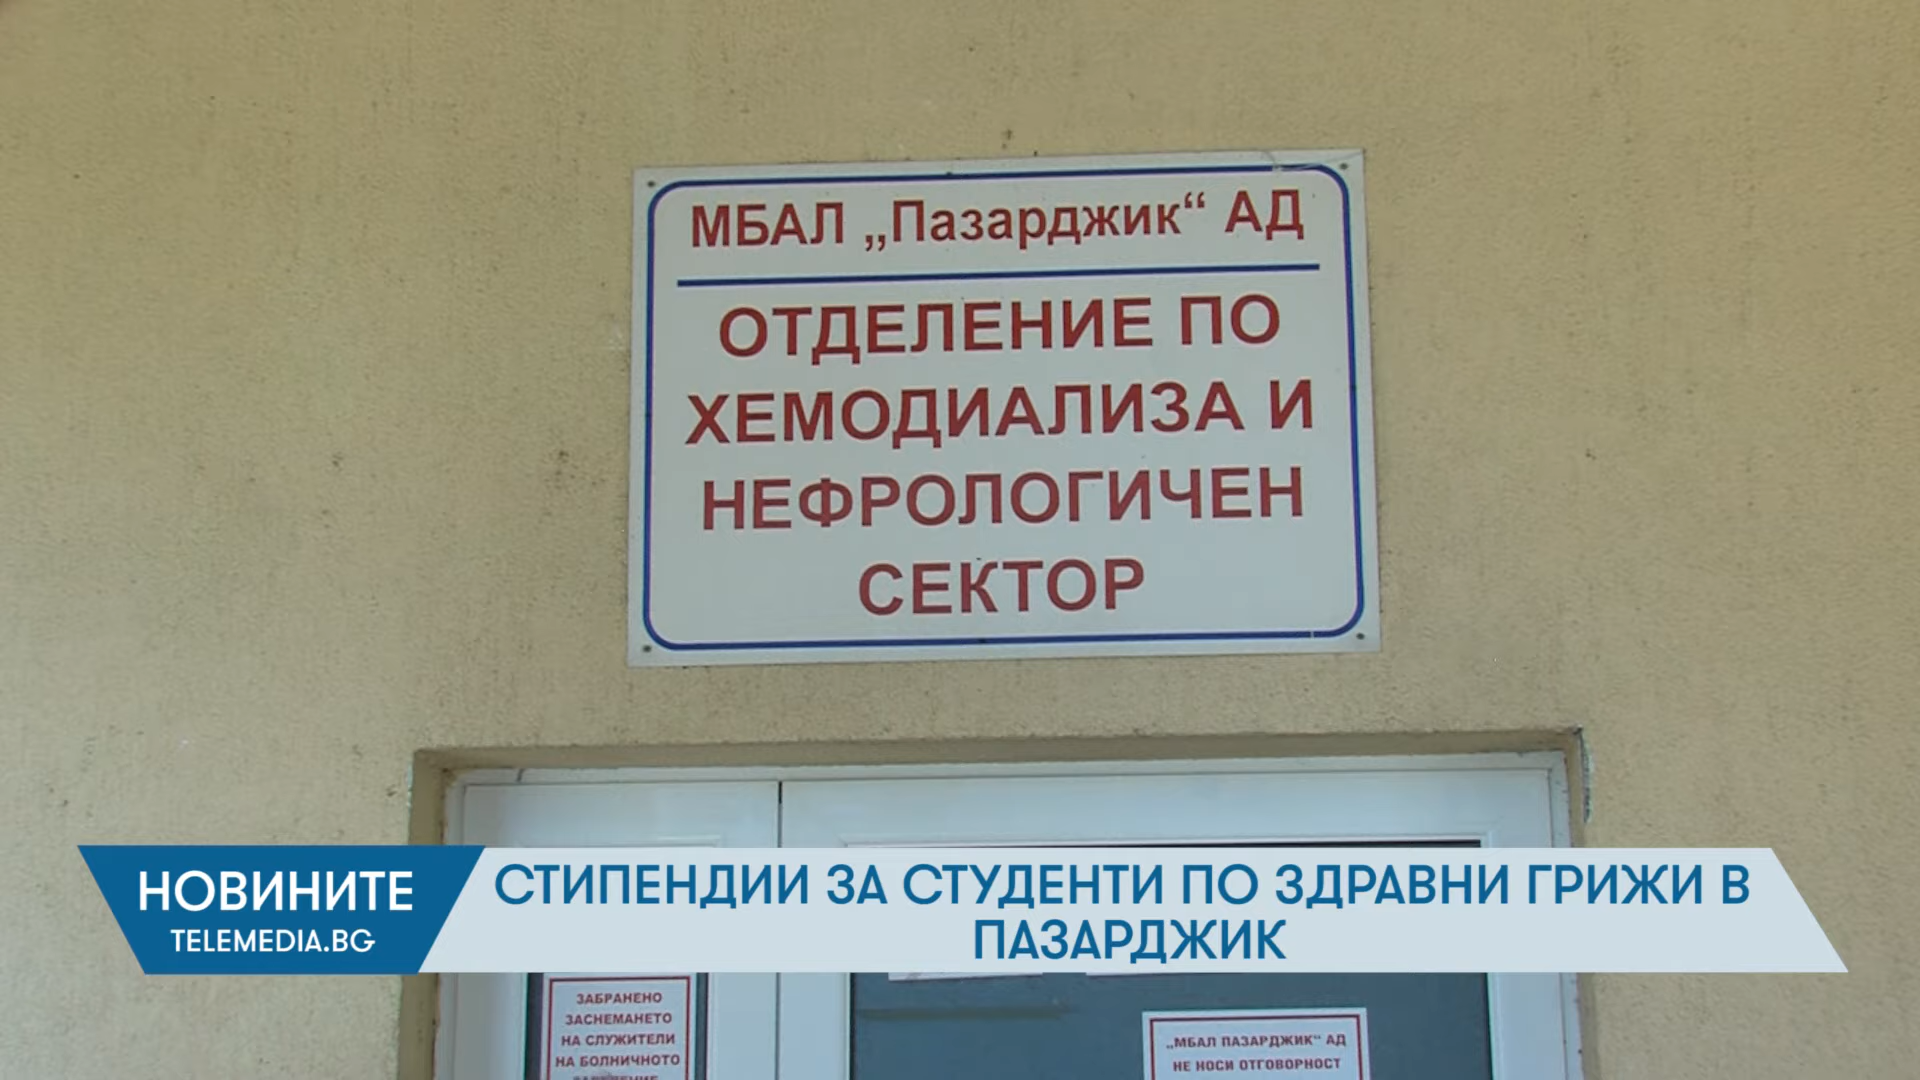 МБАЛ „Пазарджик“ АД
ОТДЕЛЕНИЕ ПО
ХЕМОДИАЛИЗА И
НЕФРОЛОГИЧЕН
СЕКТОР
НОВИНИТЕ
TELEMEDIA.BG
СТИПЕНДИИ ЗА СТУДЕНТИ ПО ЗДРАВНИ ГРИЖИ В
ПАЗАРДЖИК
ЗАБРАНЕНО
ЗАСНЕМАНЕТО
НА СЛУЖИТЕЛИ
НА БОЛНИЧНОТО
„МБАЛ ПАЗАРДЖИК“ АД
НЕ НОСИ ОТГОВОРНОСТ